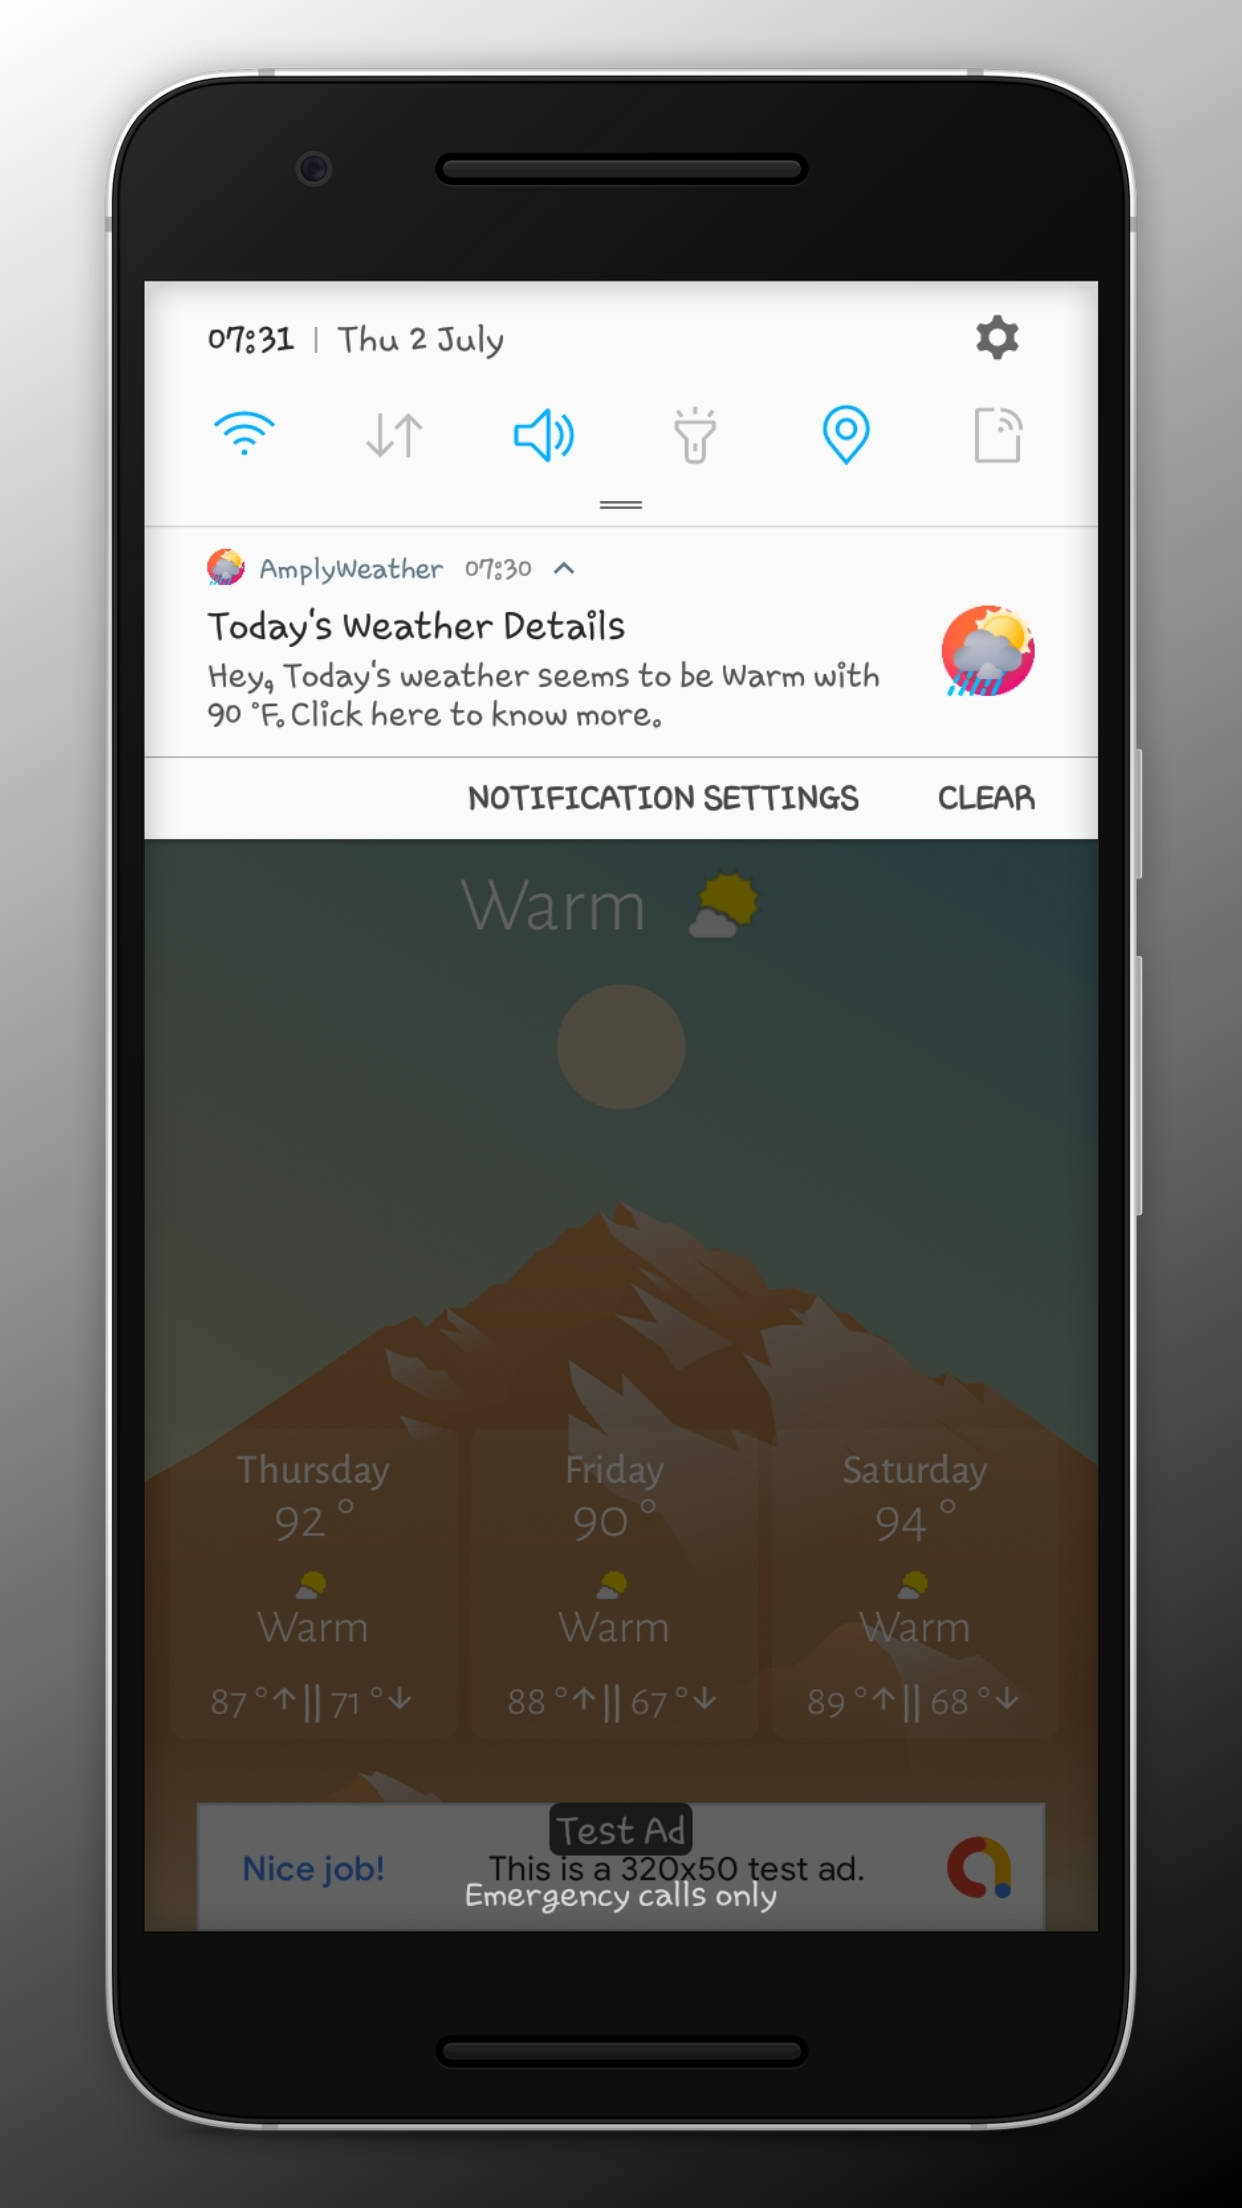 07:31 | Thu 2 July
AmplyWeather 07:30
Today's Weather Details
Hey, Today's weather seems to be Warm with
90 °F. Click here to know more.
NOTIFICATION SETTINGS CLEAR
Warm
Thursday Friday Saturday
92 ° 90 ° 94 °
Warm Warm Warm
87 °↑|| 71 °↓ 88 °↑|| 67 °↓ 89 °↑|| 68 °↓
Test Ad
Nice job! This is a 320x50 test ad.
Emergency calls only